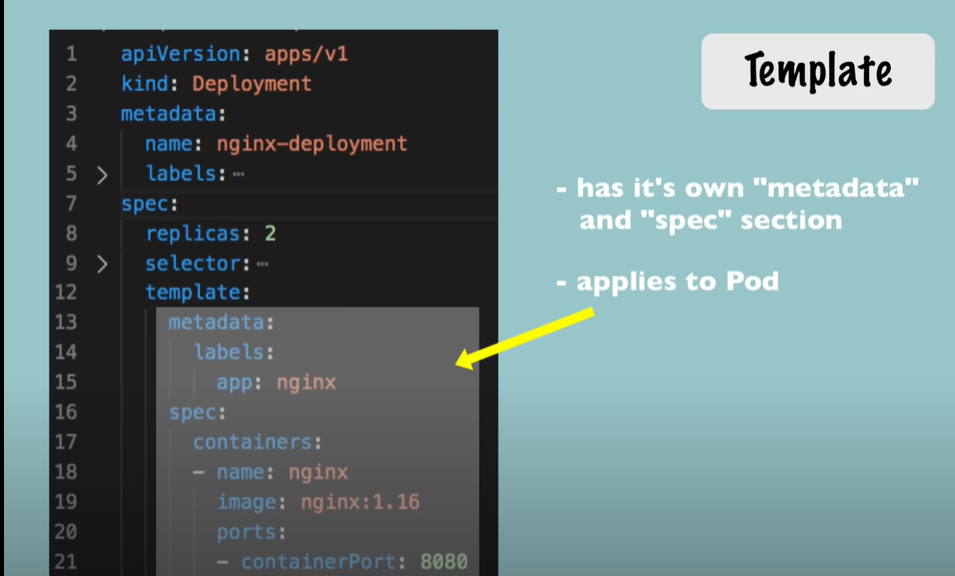 Template
1 apiVersion: apps/v1
2 kind: Deployment
3 metadata:
4 name: nginx-deployment
5 > labels:⋯
7 spec:
8 replicas: 2
9 > selector:⋯
12 template:
13 metadata:
14 labels:
15 app: nginx
16 spec:
17 containers:
18 - name: nginx
19 image: nginx:1.16
20 ports:
21 - containerPort: 8080
- has it's own "metadata"
and "spec" section
- applies to Pod